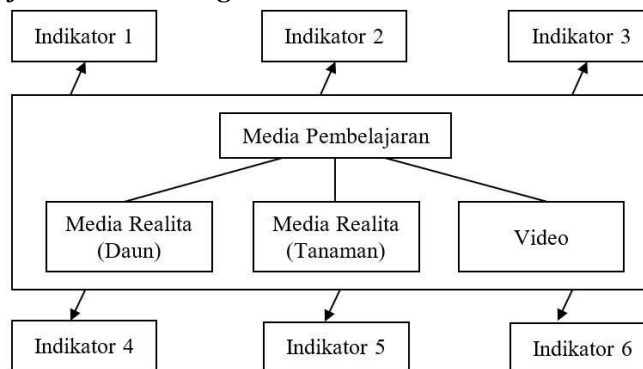 Indikator 1
Indikator 2
Indikator 3
Media Pembelajaran
Media Realita
(Daun)
Media Realita
(Tanaman)
Video
Indikator 4
Indikator 5
Indikator 6